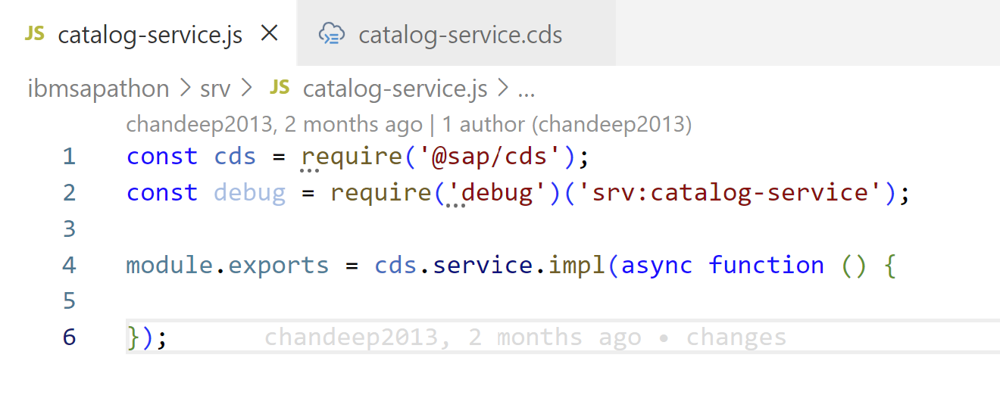 JS catalog-service.js × catalog-service.cds
ibmsapathon > srv > JS catalog-service.js > ...
chandeep2013, 2 months ago | 1 author (chandeep2013)
1 const cds = require('@sap/cds');
2 const debug = require('debug')('srv:catalog-service');
3
4 module.exports = cds.service.impl(async function () {
5
6 }); chandeep2013, 2 months ago • changes